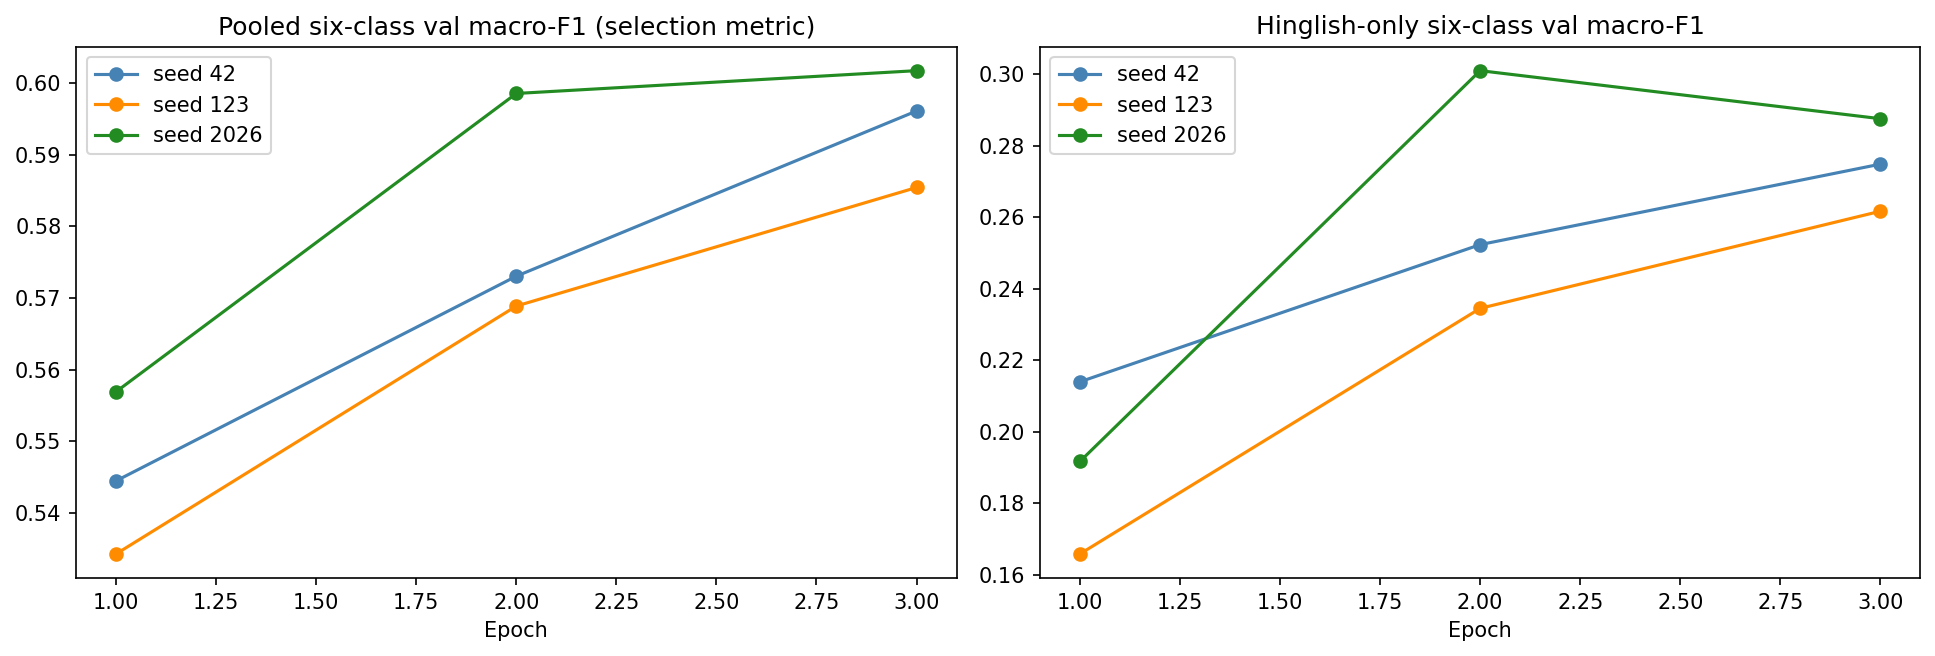 Pooled six-class val macro-F1 (selection metric)
seed 42
seed 123
seed 2026
0.60
0.59
0.58
0.57
0.56
0.55
0.54
1.00 1.25 1.50 1.75 2.00 2.25 2.50 2.75 3.00
Epoch
Hinglish-only six-class val macro-F1
seed 42
seed 123
seed 2026
0.30
0.28
0.26
0.24
0.22
0.20
0.18
0.16
1.00 1.25 1.50 1.75 2.00 2.25 2.50 2.75 3.00
Epoch